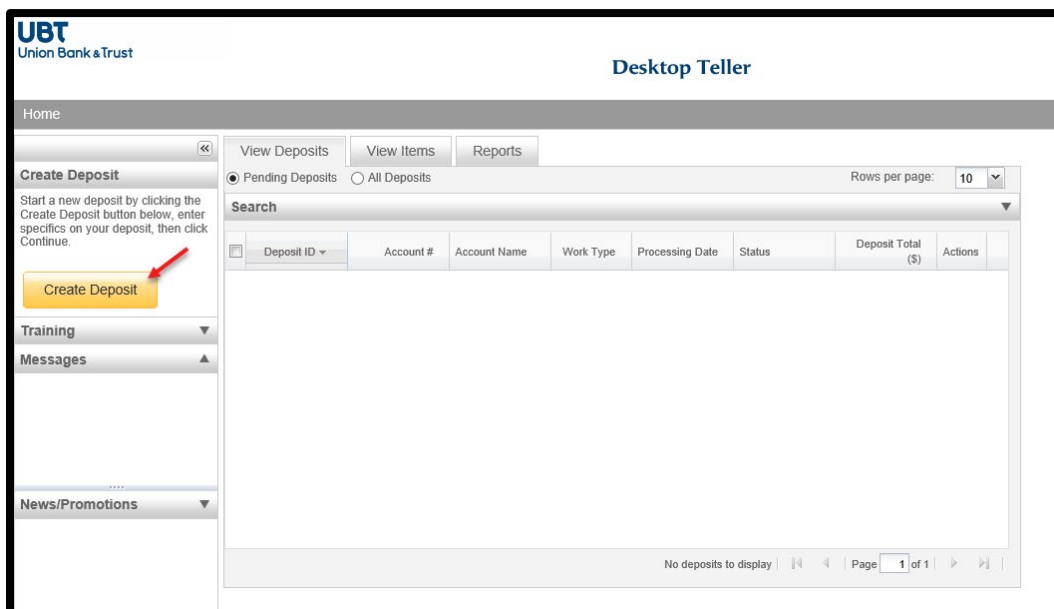 UBT
Union Bank & Trust
Desktop Teller
Home
Create Deposit
Start a new deposit by clicking the
Create Deposit button below, enter
specifics on your deposit, then click
Continue.
Create Deposit
Training
Messages
News/Promotions
View Deposits View Items Reports
Pending Deposits All Deposits Rows per page: 10
Search
Deposit ID Account # Account Name Work Type Processing Date Status Deposit Total
($) Actions
No deposits to display Page 1 of 1